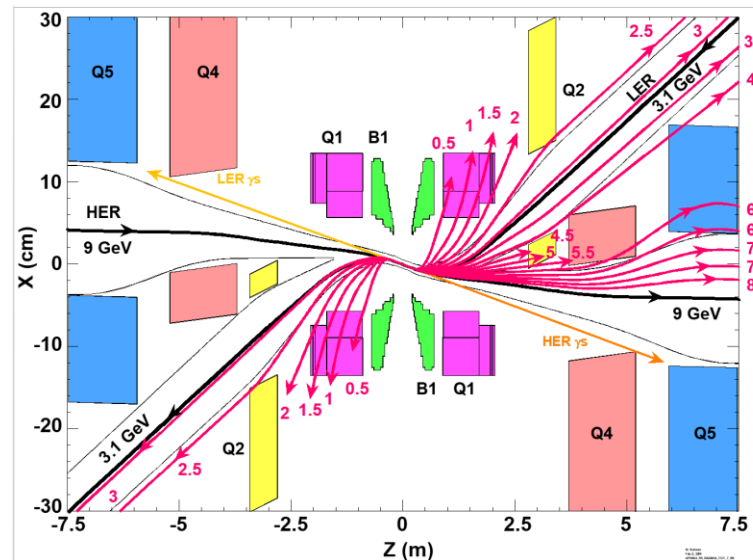 30
20
10
0
-10
-20
-30
X (cm)
-7.5
-5
-2.5
0
2.5
5
7.5
Z (m)
Q5
Q4
Q1
B1
Q2
2.5
3
3
4
LER
3.1 GeV
0.5
1
1.5
2
LER γs
HER
9 GeV
4.5
5
5.5
6
6
7
7
8
9 GeV
HER γs
0.5
1
1.5
2
2.5
3
3.1 GeV
Q2
B1
Q1
Q4
Q5